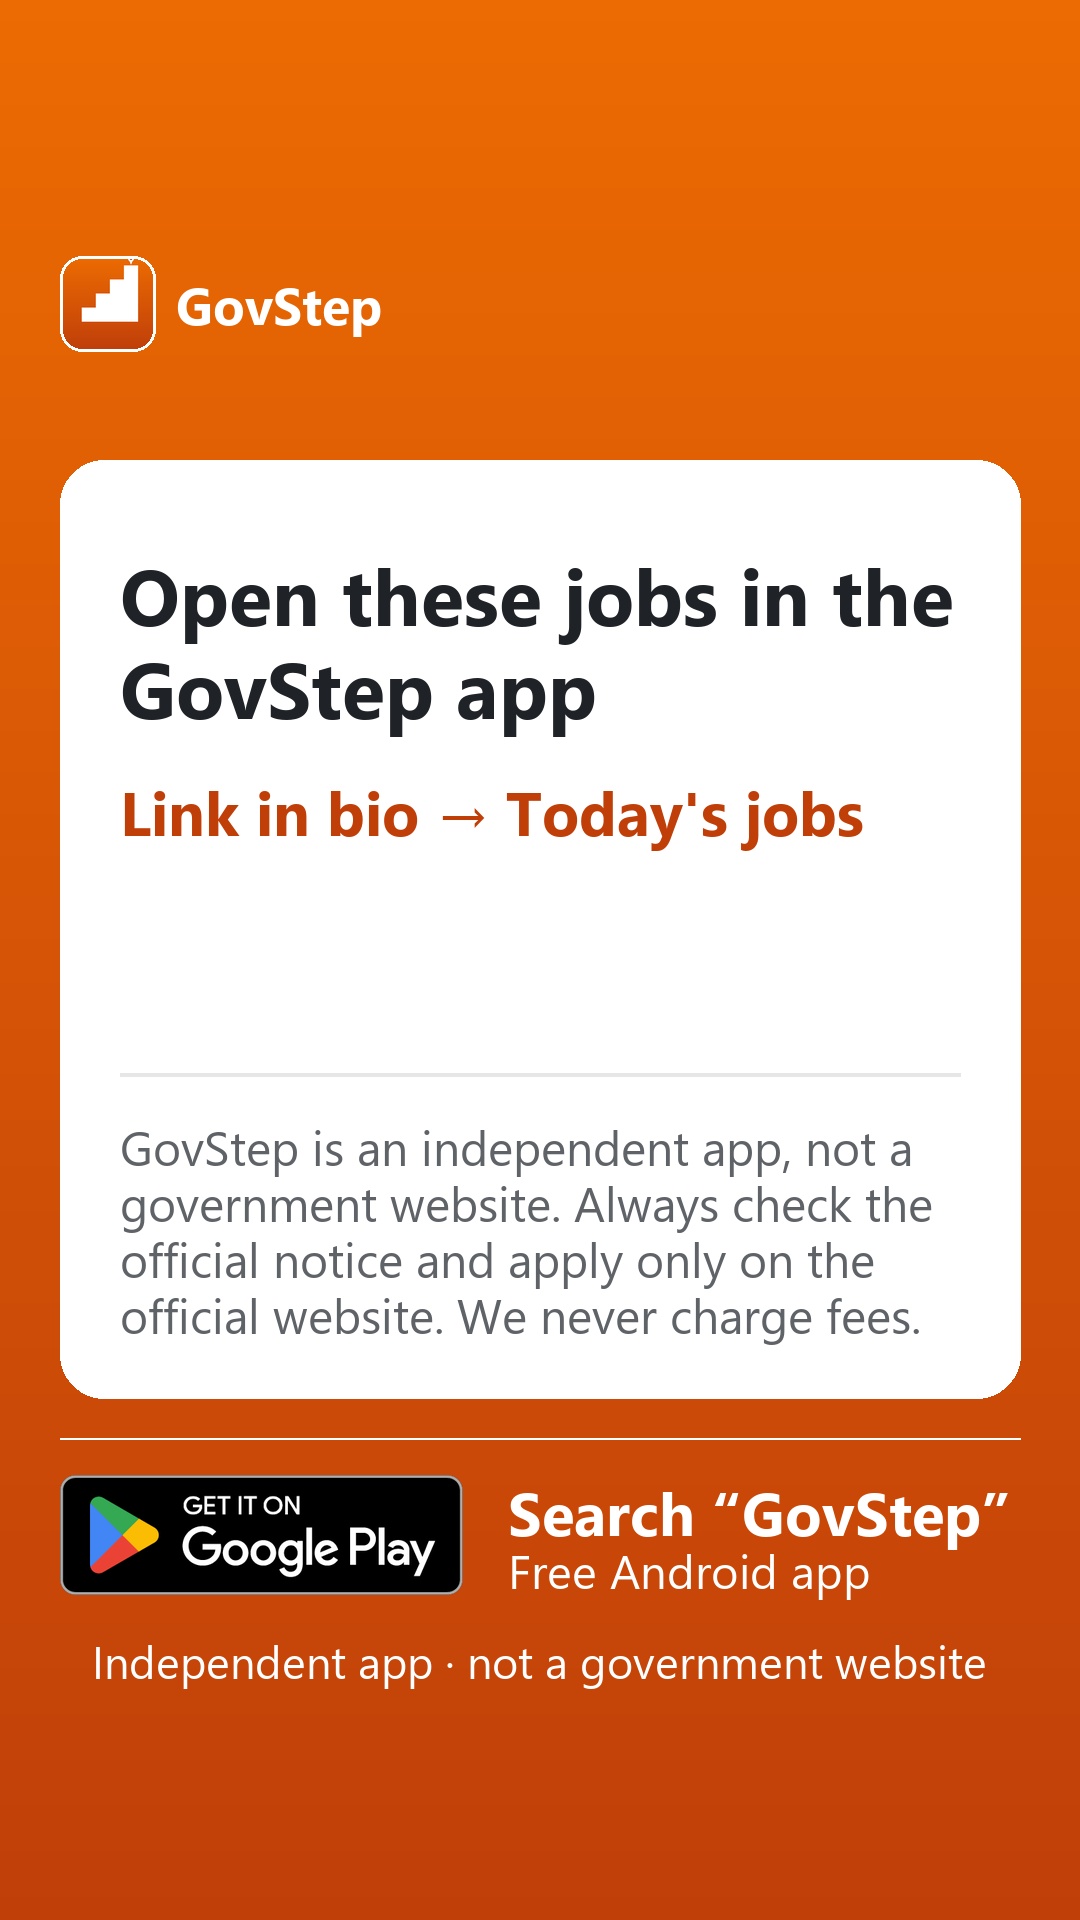 GovStep
Open these jobs in the
GovStep app
Link in bio → Today's jobs
GovStep is an independent app, not a
government website. Always check the
official notice and apply only on the
official website. We never charge fees.
GET IT ON
Google Play
Search “GovStep”
Free Android app
Independent app · not a government website